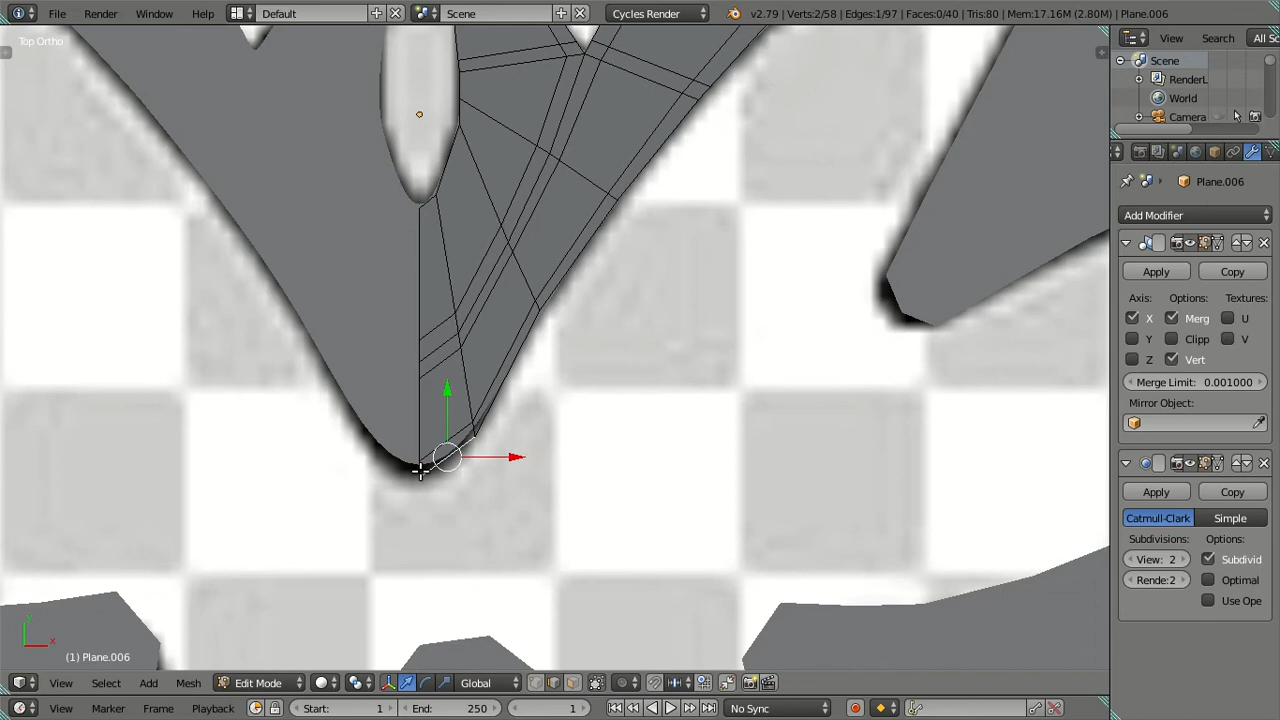 File Render Window Help Default Scene Cycles Render v2.79 | Verts:2/58 | Edges:1/97 | Faces:0/40 | Tris:80 | Mem:17.16M (2.80M) | Plane.006
Top Ortho
View Search All Sc
Scene
RenderL
World
Camera
Plane.006
Add Modifier
Apply Copy
Axis: Options: Textures:
X Merg U
Y Clipp V
Z Vert
Merge Limit: 0.001000
Mirror Object:
Apply Copy
Catmull-Clark Simple
Subdivisions: Options:
View: 2 Subdivid
Rende:2 Optimal
Use Ope
y
x
(1) Plane.006
View Select Add Mesh Edit Mode Global
View Marker Frame Playback Start: 1 End: 250 1 No Sync